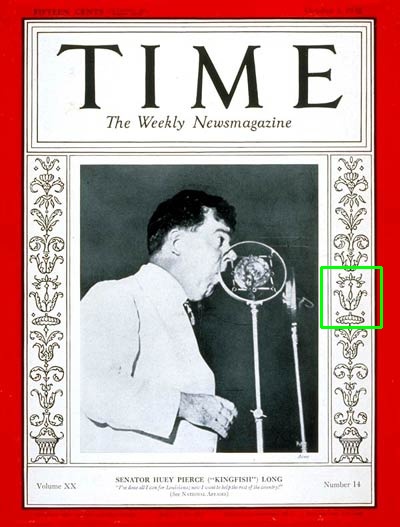 FIFTEEN CENTS October
TIME
The Weekly Newsmagazine
SENATOR HUEY PIERCE ("KINGFISH") LONG
"I've done all I can for Louisiana; now I want to help the rest of the country!"
(See NATIONAL AFFAIRS)
Volume XX
Number 14